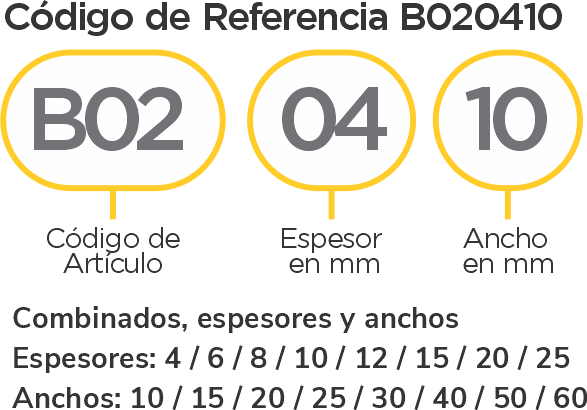 Código de Referencia B020410
B02 04 10
Código de Artículo
Espesor en mm
Ancho en mm
Combinados, espesores y anchos
Espesores: 4 / 6 / 8 / 10 / 12 / 15 / 20 / 25
Anchos: 10 / 15 / 20 / 25 / 30 / 40 / 50 / 60